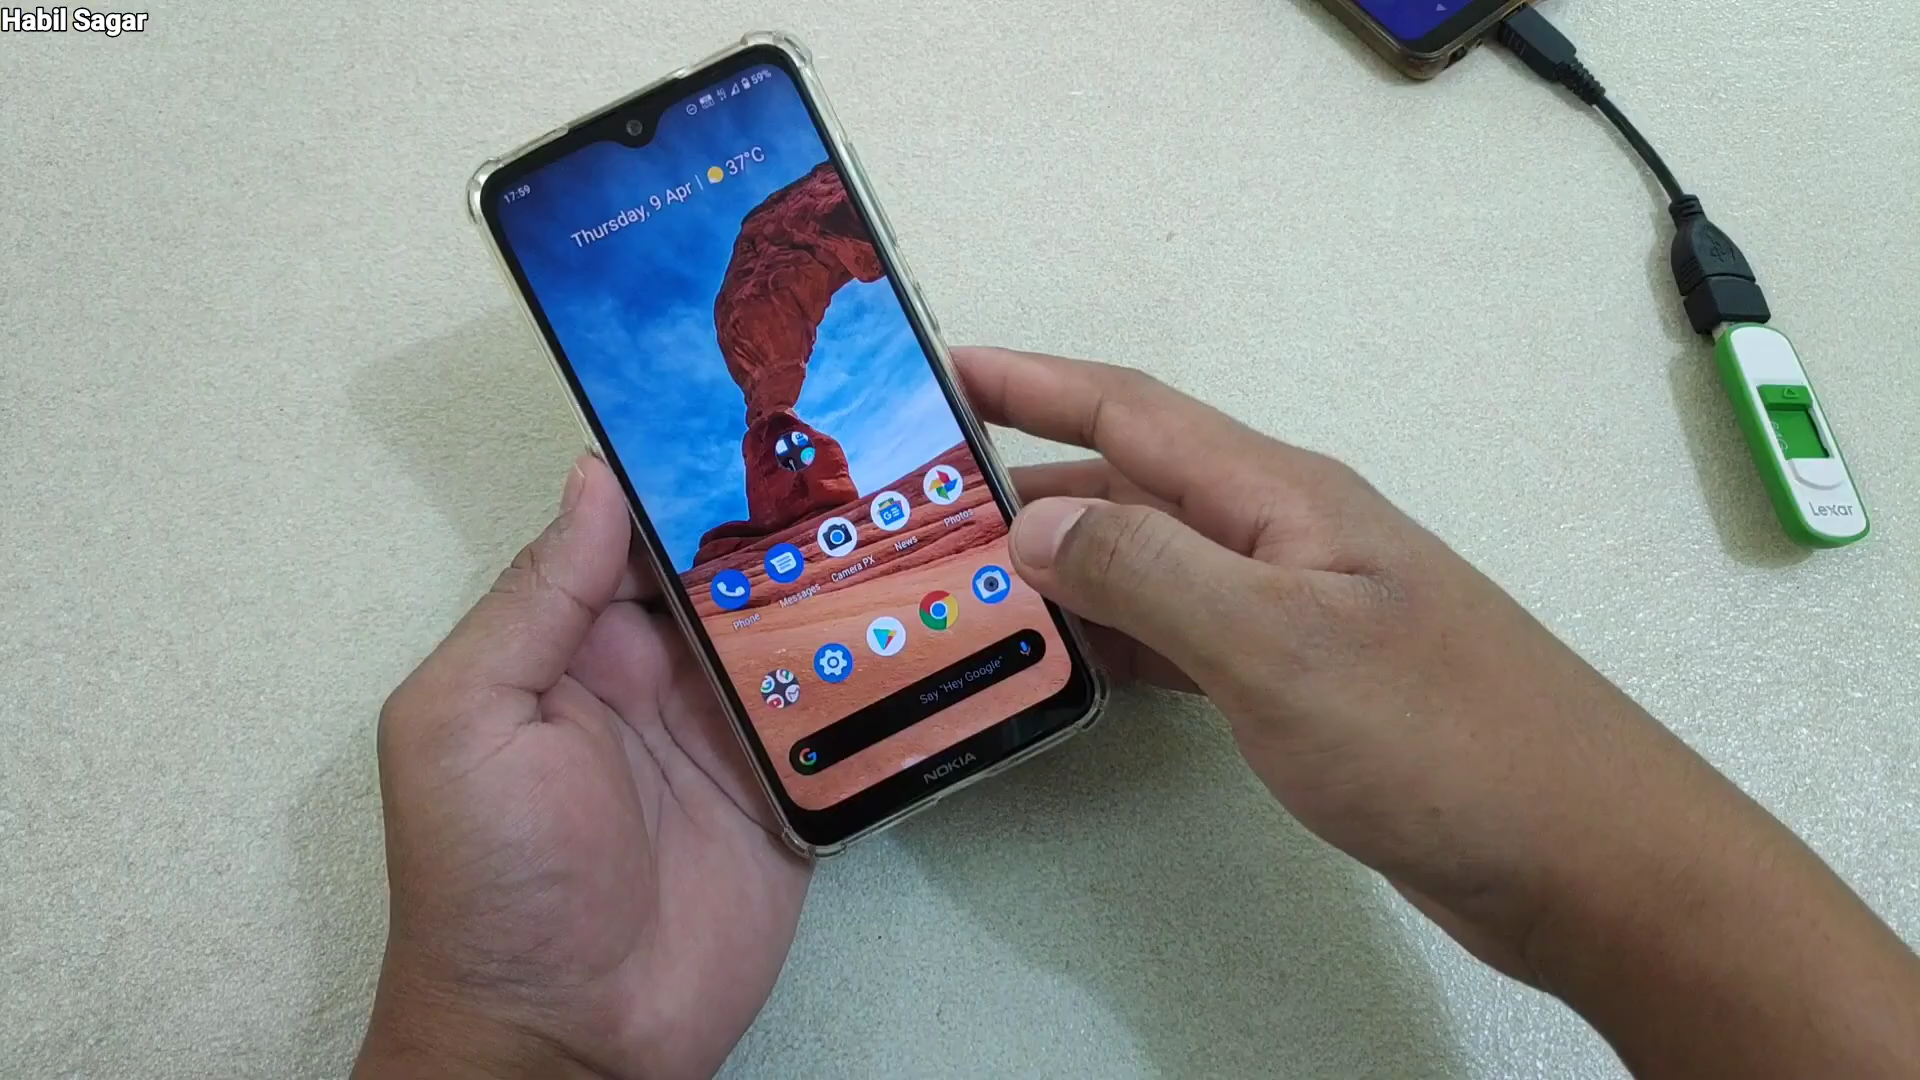 Habil Sagar
59%
17:59
Thursday, 9 Apr | 37°C
Phone
Messages
Camera PX
News
Photos
Say "Hey Google"
NOKIA
Lexar